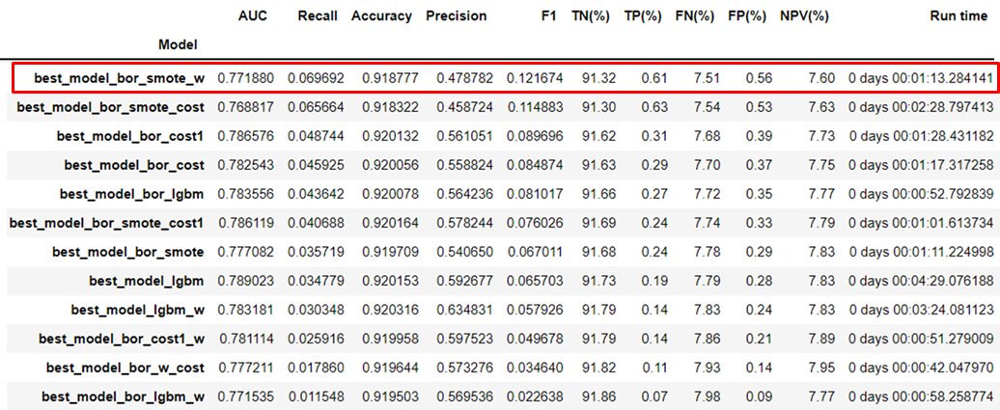 AUC Recall Accuracy Precision F1 TN(%) TP(%) FN(%) FP(%) NPV(%) Run time
Model
best_model_bor_smote_w 0.771880 0.069692 0.918777 0.478782 0.121674 91.32 0.61 7.51 0.56 7.60 0 days 00:01:13.284141
best_model_bor_smote_cost 0.768817 0.065664 0.918322 0.458724 0.114883 91.30 0.63 7.54 0.53 7.63 0 days 00:02:28.797413
best_model_bor_cost1 0.786576 0.048744 0.920132 0.561051 0.089696 91.62 0.31 7.68 0.39 7.73 0 days 00:01:28.431182
best_model_bor_cost 0.782543 0.045925 0.920056 0.558824 0.084874 91.63 0.29 7.70 0.37 7.75 0 days 00:01:17.317258
best_model_bor_lgbm 0.783556 0.043642 0.920078 0.564236 0.081017 91.66 0.27 7.72 0.35 7.77 0 days 00:00:52.792839
best_model_bor_smote_cost1 0.786119 0.040688 0.920164 0.578244 0.076026 91.69 0.24 7.74 0.33 7.79 0 days 00:01:01.613734
best_model_bor_smote 0.777082 0.035719 0.919709 0.540650 0.067011 91.68 0.24 7.78 0.29 7.83 0 days 00:01:11.224998
best_model_lgbm 0.789023 0.034779 0.920153 0.592677 0.065703 91.73 0.19 7.79 0.28 7.83 0 days 00:04:29.076188
best_model_lgbm_w 0.783181 0.030348 0.920316 0.634831 0.057926 91.79 0.14 7.83 0.24 7.83 0 days 00:03:24.081123
best_model_bor_cost1_w 0.781114 0.025916 0.919958 0.597523 0.049678 91.79 0.14 7.86 0.21 7.89 0 days 00:00:51.279009
best_model_bor_w_cost 0.777211 0.017860 0.919644 0.573276 0.034640 91.82 0.11 7.93 0.14 7.95 0 days 00:00:42.047970
best_model_bor_lgbm_w 0.771535 0.011548 0.919503 0.569536 0.022638 91.86 0.07 7.98 0.09 7.77 0 days 00:00:58.258774